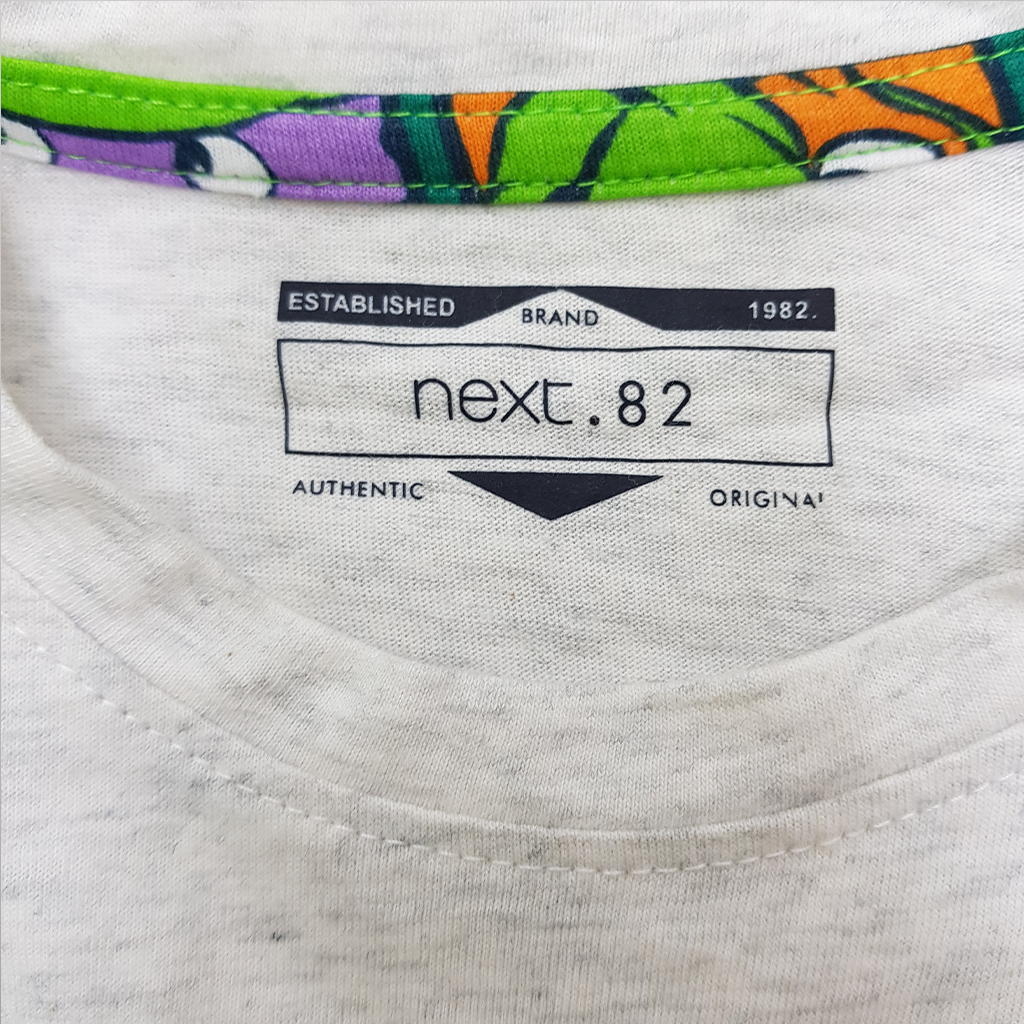 ESTABLISHED BRAND 1982.
next.82
AUTHENTIC ORIGINAL